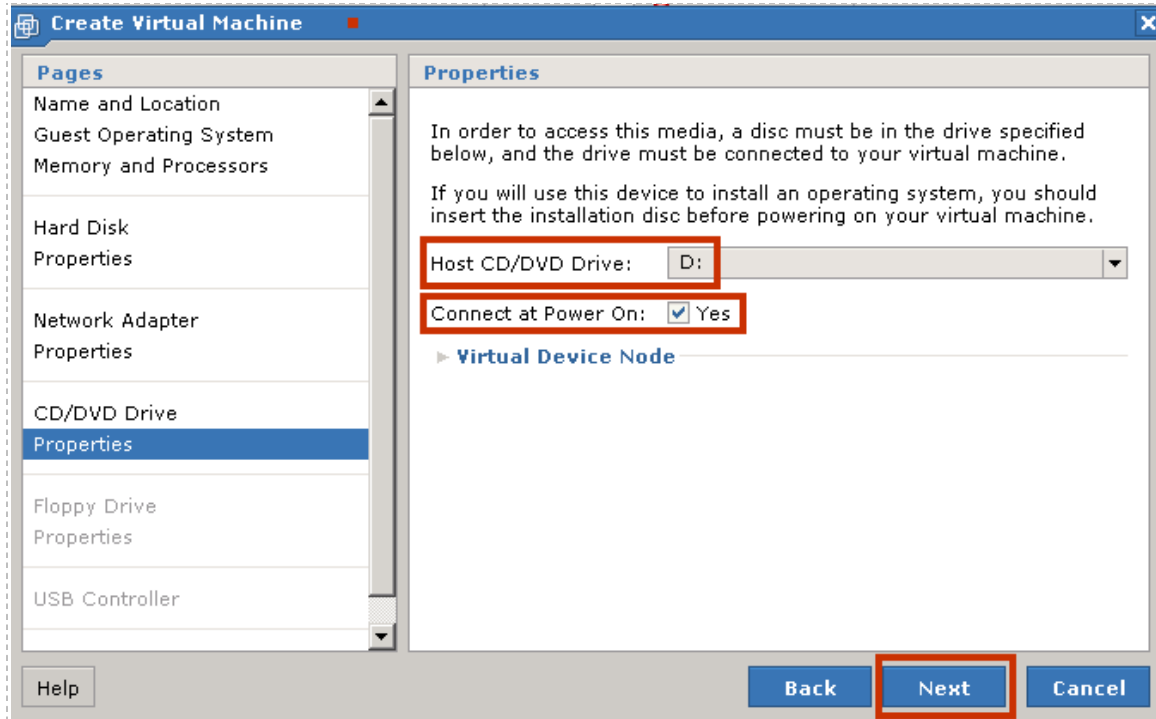 Create Virtual Machine
Pages
Name and Location
Guest Operating System
Memory and Processors
Hard Disk
Properties
Network Adapter
Properties
CD/DVD Drive
Properties
Floppy Drive
Properties
USB Controller
Properties
In order to access this media, a disc must be in the drive specified
below, and the drive must be connected to your virtual machine.
If you will use this device to install an operating system, you should
insert the installation disc before powering on your virtual machine.
Host CD/DVD Drive: D:
Connect at Power On: Yes
Virtual Device Node
Help Back Next Cancel